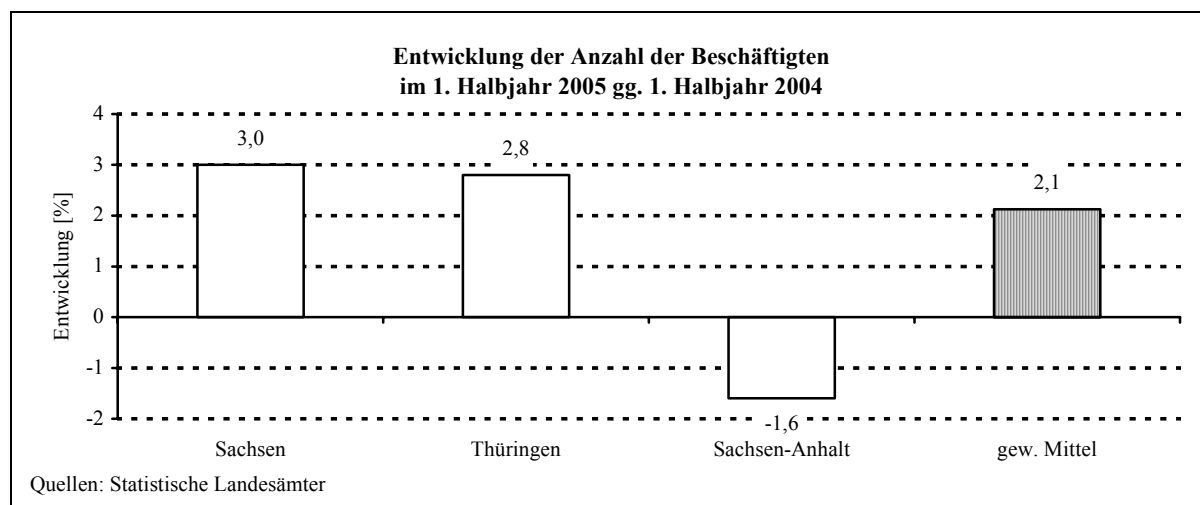 Entwicklung der Anzahl der Beschäftigten
im 1. Halbjahr 2005 gg. 1. Halbjahr 2004
Entwicklung [%]
4
3
2
1
0
-1
-2
3,0
2,8
-1,6
2,1
Sachsen
Thüringen
Sachsen-Anhalt
gew. Mittel
Quellen: Statistische Landesämter